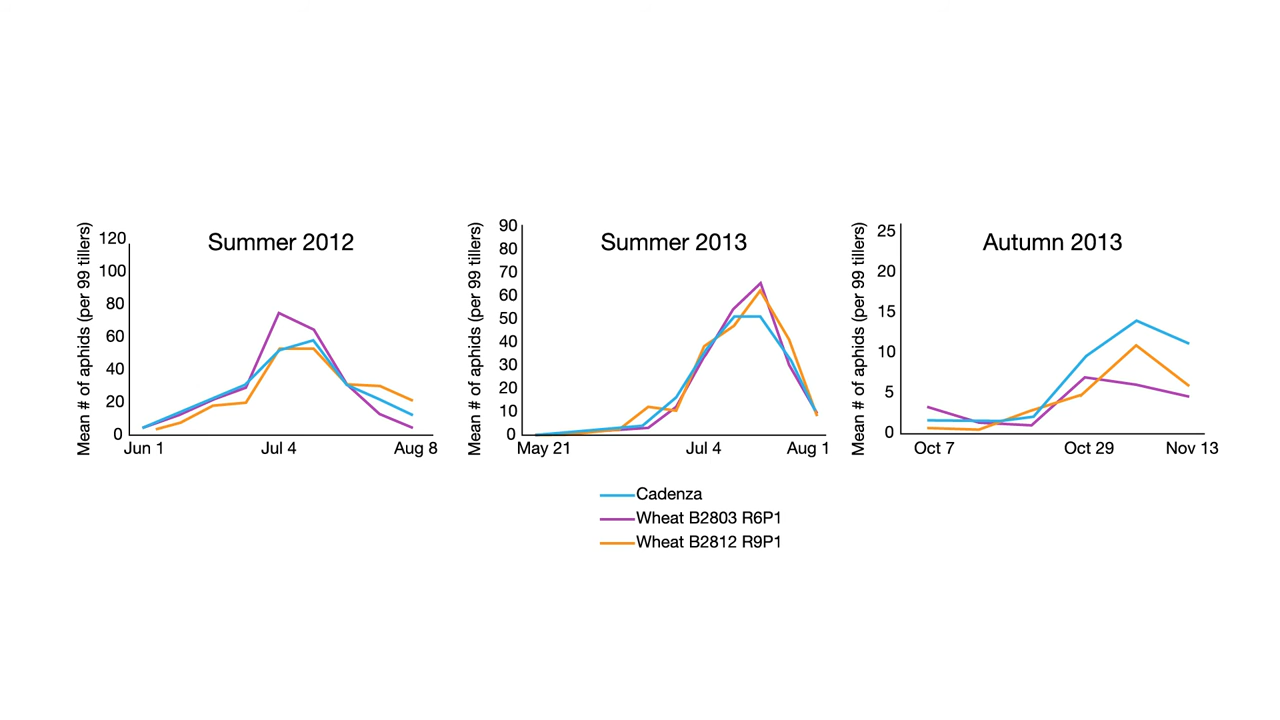 Mean # of aphids (per 99 tillers)
120
100
80
60
40
20
0
Summer 2012
Jun 1
Jul 4
Aug 8
Mean # of aphids (per 99 tillers)
90
80
70
60
50
40
30
20
10
0
Summer 2013
May 21
Jul 4
Aug 1
Mean # of aphids (per 99 tillers)
25
20
15
10
5
0
Autumn 2013
Oct 7
Oct 29
Nov 13
Cadenza
Wheat B2803 R6P1
Wheat B2812 R9P1